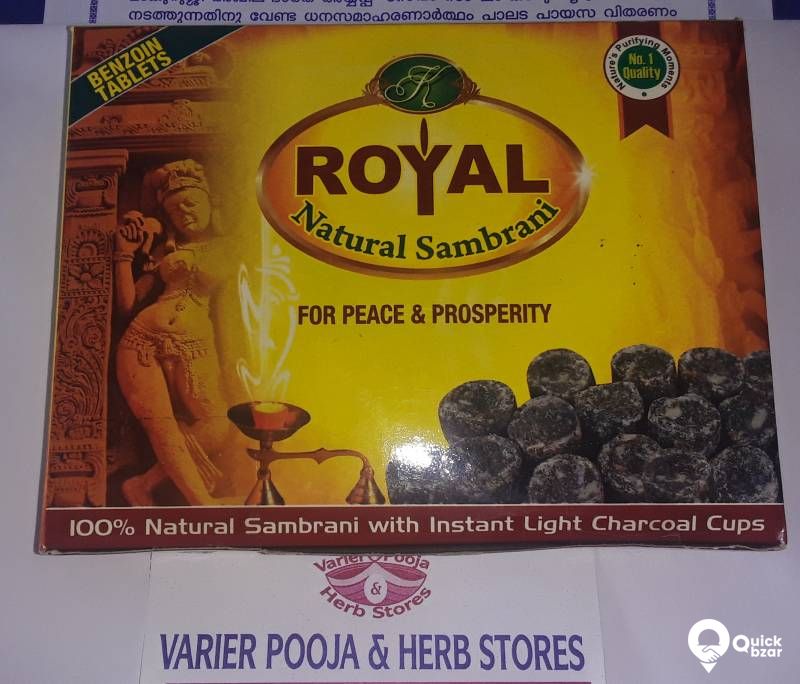 നടത്തുന്നതിനു വേണ്ട ധനസമാഹരണാർത്ഥം പാലട പായസ വിതരണം
BENZOIN
TABLETS
K
Nature's Purifying Moments
No. 1
Quality
ROYAL
Natural Sambrani
FOR PEACE & PROSPERITY
100% Natural Sambrani with Instant Light Charcoal Cups
Varier Pooja
&
Herb Stores
VARIER POOJA & HERB STORES
Quick
bzar